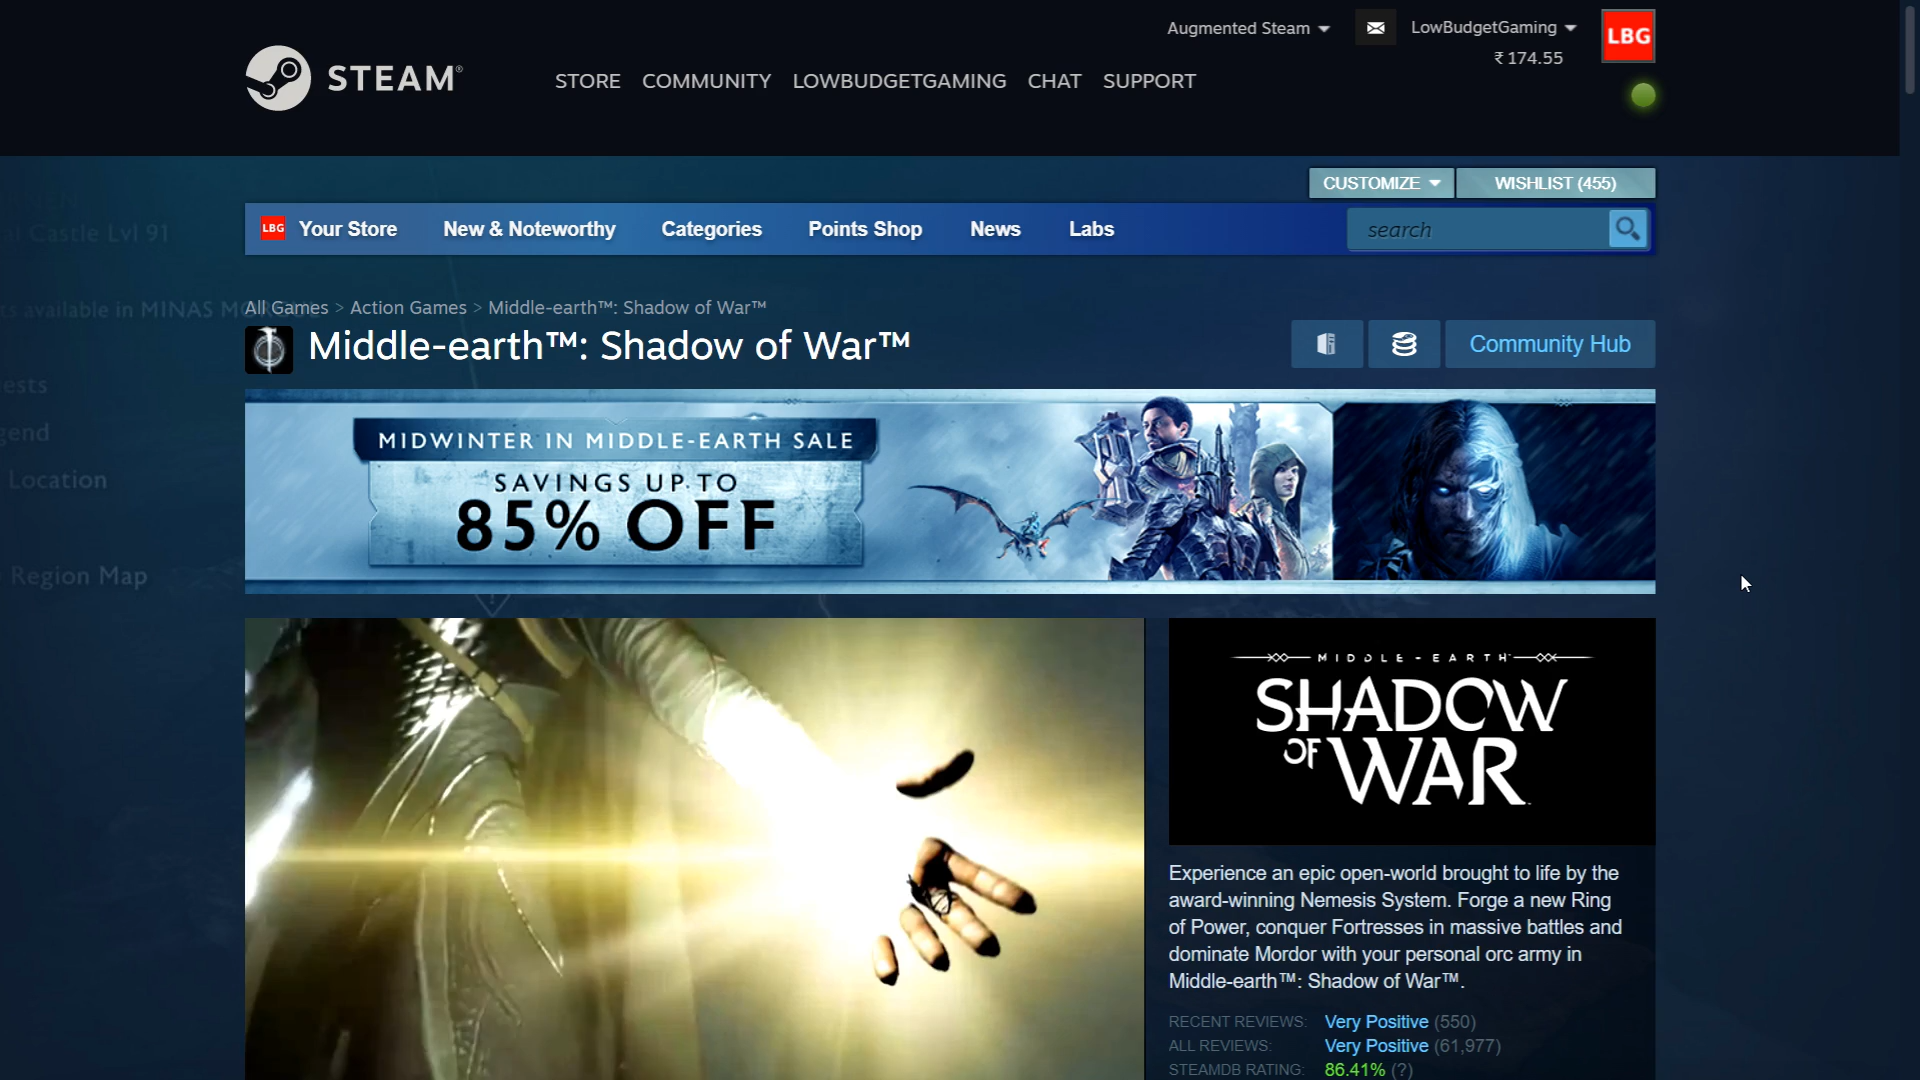 Augmented Steam
LowBudgetGaming
₹ 174.55
LBG
STEAM®
STORE COMMUNITY LOWBUDGETGAMING CHAT SUPPORT
CUSTOMIZE
WISHLIST (455)
LBG Your Store New & Noteworthy Categories Points Shop News Labs
search
Castle Lvl 91
available in MINAS
All Games > Action Games > Middle-earth™: Shadow of War™
Middle-earth™: Shadow of War™
Community Hub
Location
Region Map
MIDWINTER IN MIDDLE-EARTH SALE
SAVINGS UP TO
85% OFF
MIDDLE-EARTH
SHADOW
OF WAR
Experience an epic open-world brought to life by the
award-winning Nemesis System. Forge a new Ring
of Power, conquer Fortresses in massive battles and
dominate Mordor with your personal orc army in
Middle-earth™: Shadow of War™.
RECENT REVIEWS: Very Positive (550)
ALL REVIEWS: Very Positive (61,977)
STEAMDB RATING: 86.41% (?)